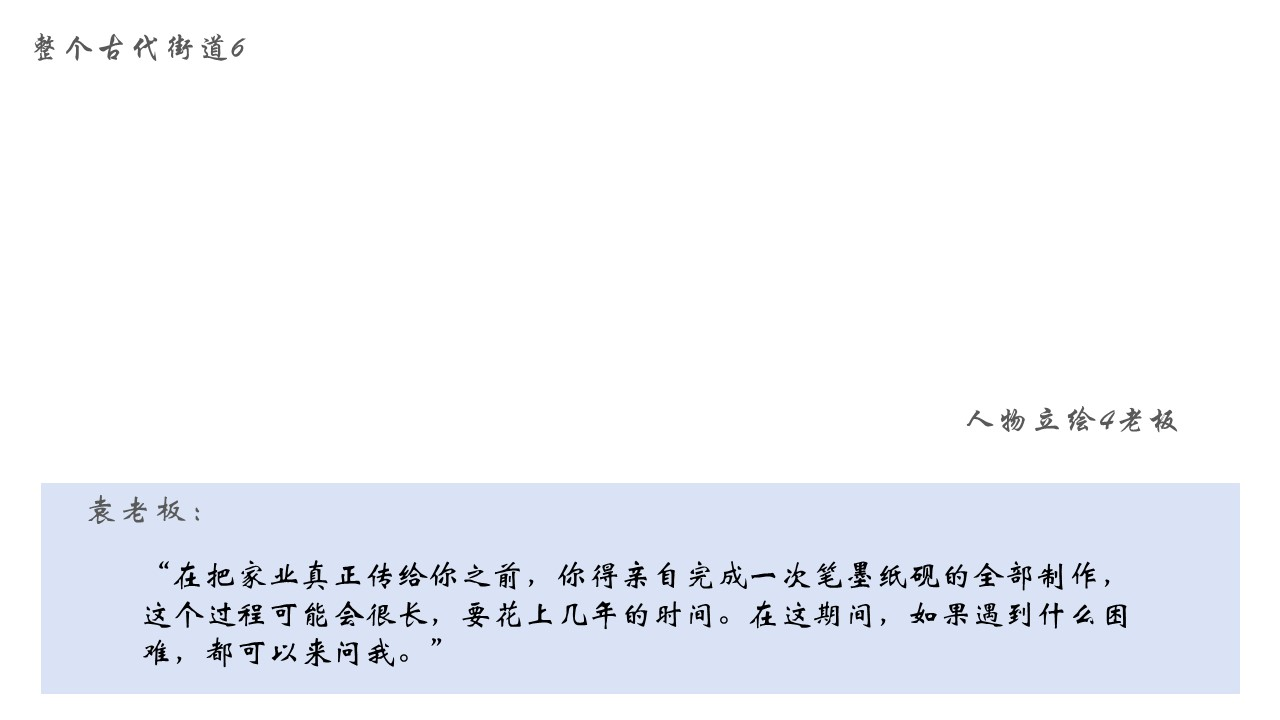 整个古代街道6
人物立绘4老板
袁老板：
“在把家业真正传给你之前，你得亲自完成一次笔墨纸砚的全部制作，
这个过程可能会很长，要花上几年的时间。在这期间，如果遇到什么困
难，都可以来问我。”